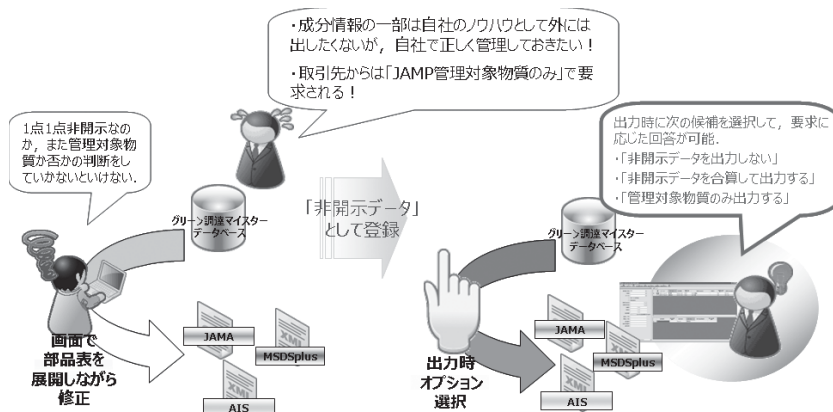 ・成分情報の一部は自社のノウハウとして外には
出したくないが，自社で正しく管理しておきたい！
・取引先からは「JAMP管理対象物質のみ」で要
求される！
1点1点非開示なの
か，また管理対象物
質か否かの判断をし
ていかないといけない．
グリーン調達マイスター
データベース
画面で
部品表を
展開しながら
修正
JAMA
XML
MSDSplus
XML
AIS
「非開示データ」
として登録
出力時に次の候補を選択して，要求に
応じた回答が可能．
・「非開示データを出力しない」
・「非開示データを合算して出力する」
・「管理対象物質のみ出力する」
グリーン調達マイスター
データベース
出力時
オプション
選択
JAMA
XML
MSDSplus
XML
AIS